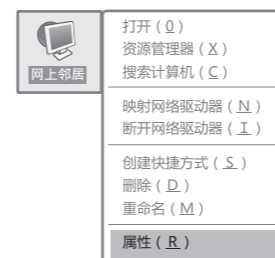 网上邻居
打开（0）
资源管理器（X）
搜索计算机（C）
映射网络驱动器（N）
断开网络驱动器（I）
创建快捷方式（S）
删除（D）
重命名（M）
属性（R）